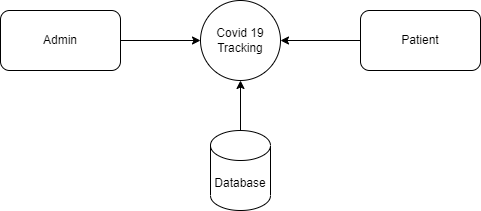 Admin
Covid 19
Tracking
Patient
Database